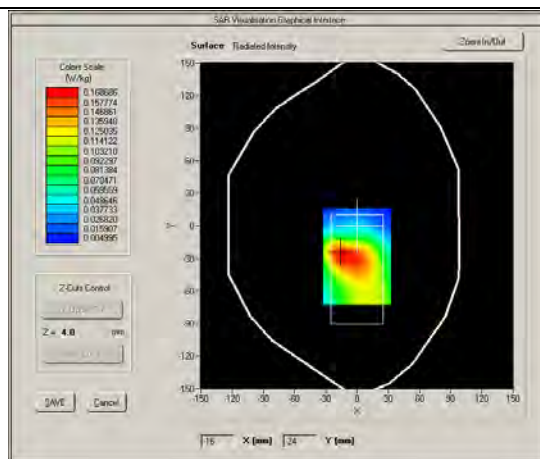 SAR Visualisation Graphical Interface
Surface Radiated Intensity
Zoom In/Out
Colors Scale
(W/kg)
0.168686
0.157774
0.146861
0.135948
0.125035
0.114122
0.103210
0.092297
0.081384
0.070471
0.059559
0.048646
0.037733
0.026820
0.015907
0.004995
150
120
90
60
30
0
-30
-60
-90
-120
-150
Y
-150 -120 -90 -60 -30 0 30 60 90 120 150
X
Z-Cuts Control
Z = 4.0 mm
SAVE
Cancel
-16 X (mm) -24 Y (mm)